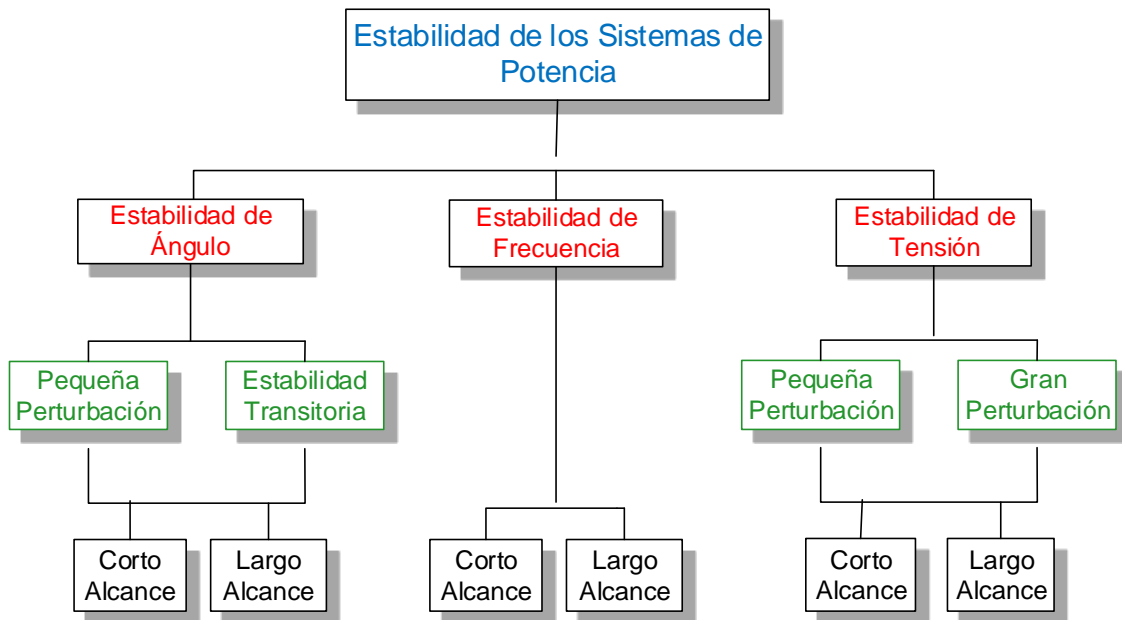 Estabilidad de los Sistemas de
Potencia
Estabilidad de
Ángulo
Estabilidad de
Frecuencia
Estabilidad de
Tensión
Pequeña
Perturbación
Estabilidad
Transitoria
Pequeña
Perturbación
Gran
Perturbación
Corto
Alcance
Largo
Alcance
Corto
Alcance
Largo
Alcance
Corto
Alcance
Largo
Alcance